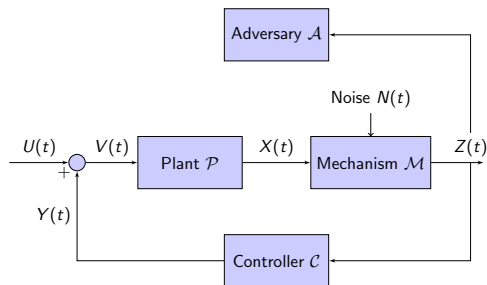 Adversary 𝒜
Noise N(t)
U(t)
V(t)
X(t)
Z(t)
+
Plant 𝒫
Mechanism ℳ
Y(t)
Controller 𝒞